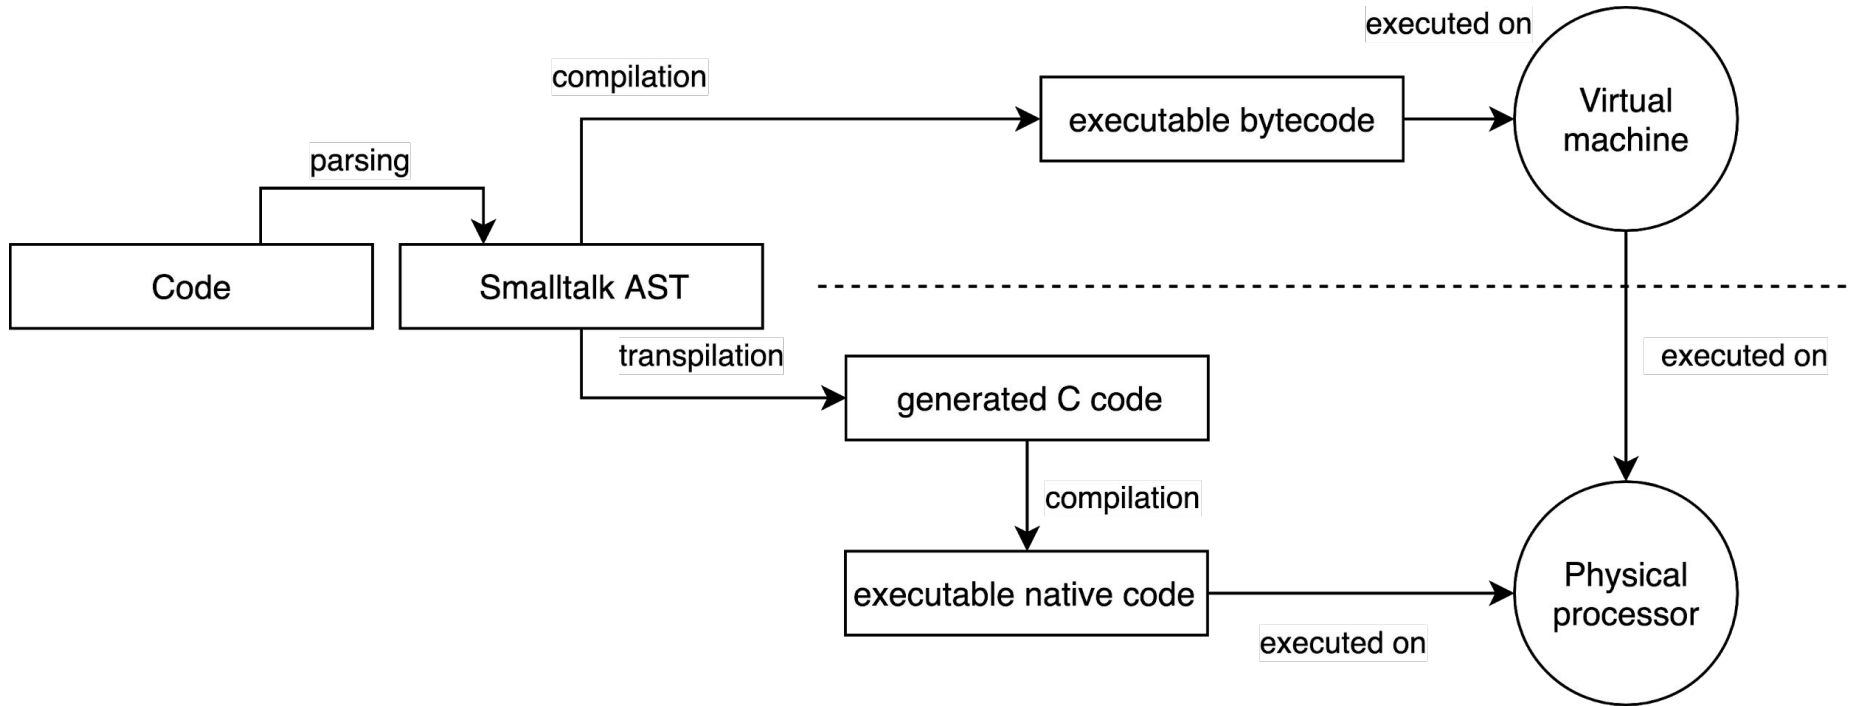 executed on
compilation
Virtual
machine
executable bytecode
parsing
Code
Smalltalk AST
transpilation
executed on
generated C code
compilation
executable native code
Physical
processor
executed on